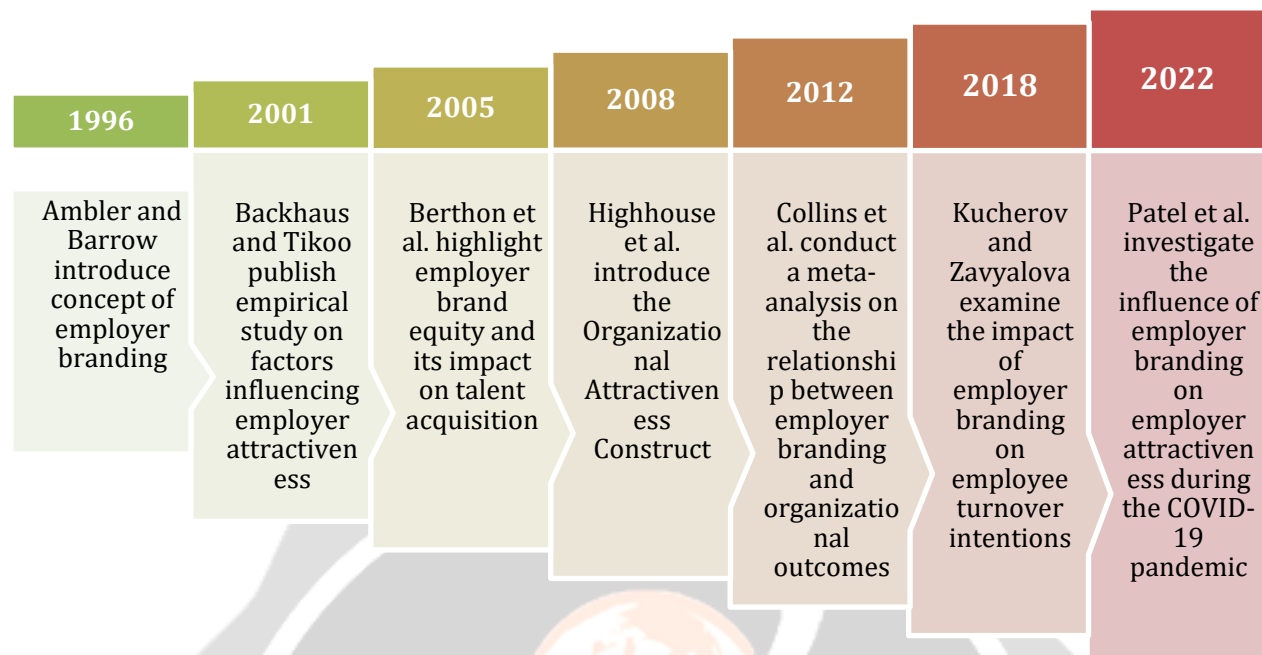 1996
Ambler and
Barrow
introduce
concept of
employer
branding
2001
Backhaus
and Tikoo
publish
empirical
study on
factors
influencing
employer
attractiven
ess
2005
Berthon et
al. highlight
employer
brand
equity and
its impact
on talent
acquisition
2008
Highhouse
et al.
introduce
the
Organizatio
nal
Attractiven
ess
Construct
2012
Collins et
al. conduct
a meta-
analysis on
the
relationshi
p between
employer
branding
and
organizatio
nal
outcomes
2018
Kucherov
and
Zavyalova
examine
the impact
of
employer
branding
on
employee
turnover
intentions
2022
Patel et al.
investigate
the
influence of
employer
branding
on
employer
attractiven
ess during
the COVID-
19
pandemic